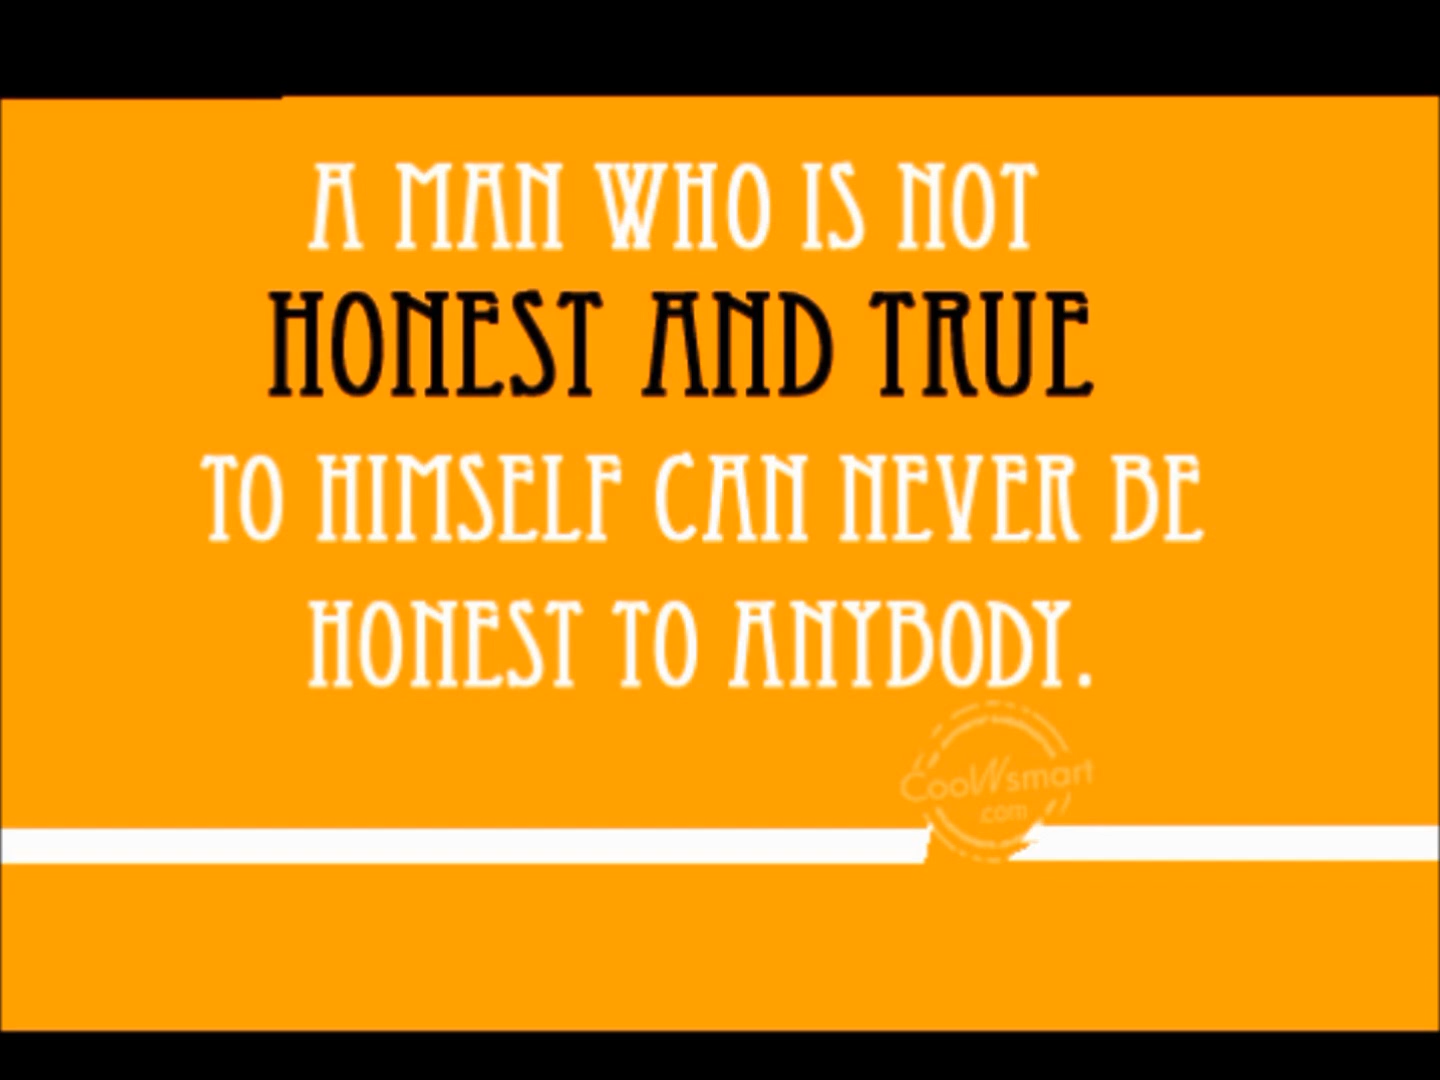 A MAN WHO IS NOT
HONEST AND TRUE
TO HIMSELF CAN NEVER BE
HONEST TO ANYBODY.
CoolNsmart
.com